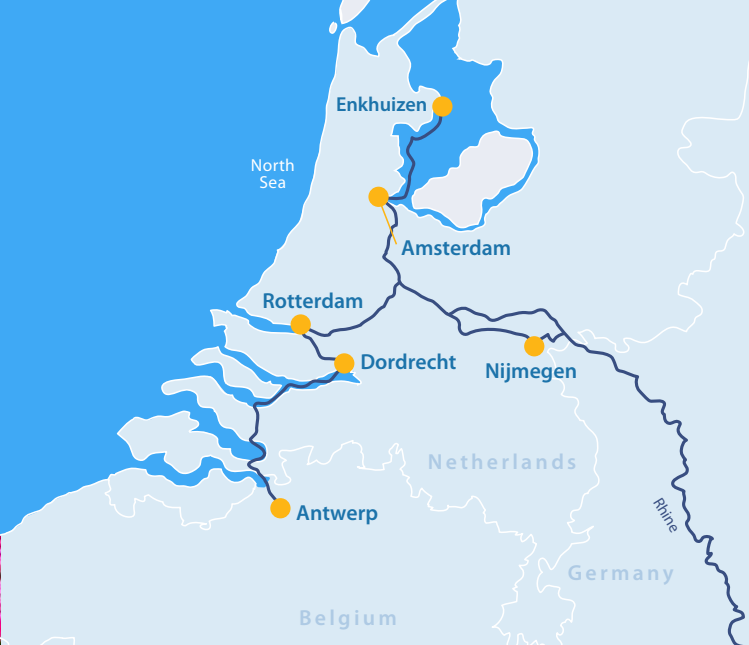 Enkhuizen
North
Sea
Amsterdam
Rotterdam
Dordrecht
Nijmegen
Netherlands
Antwerp
Rhine
Germany
Belgium